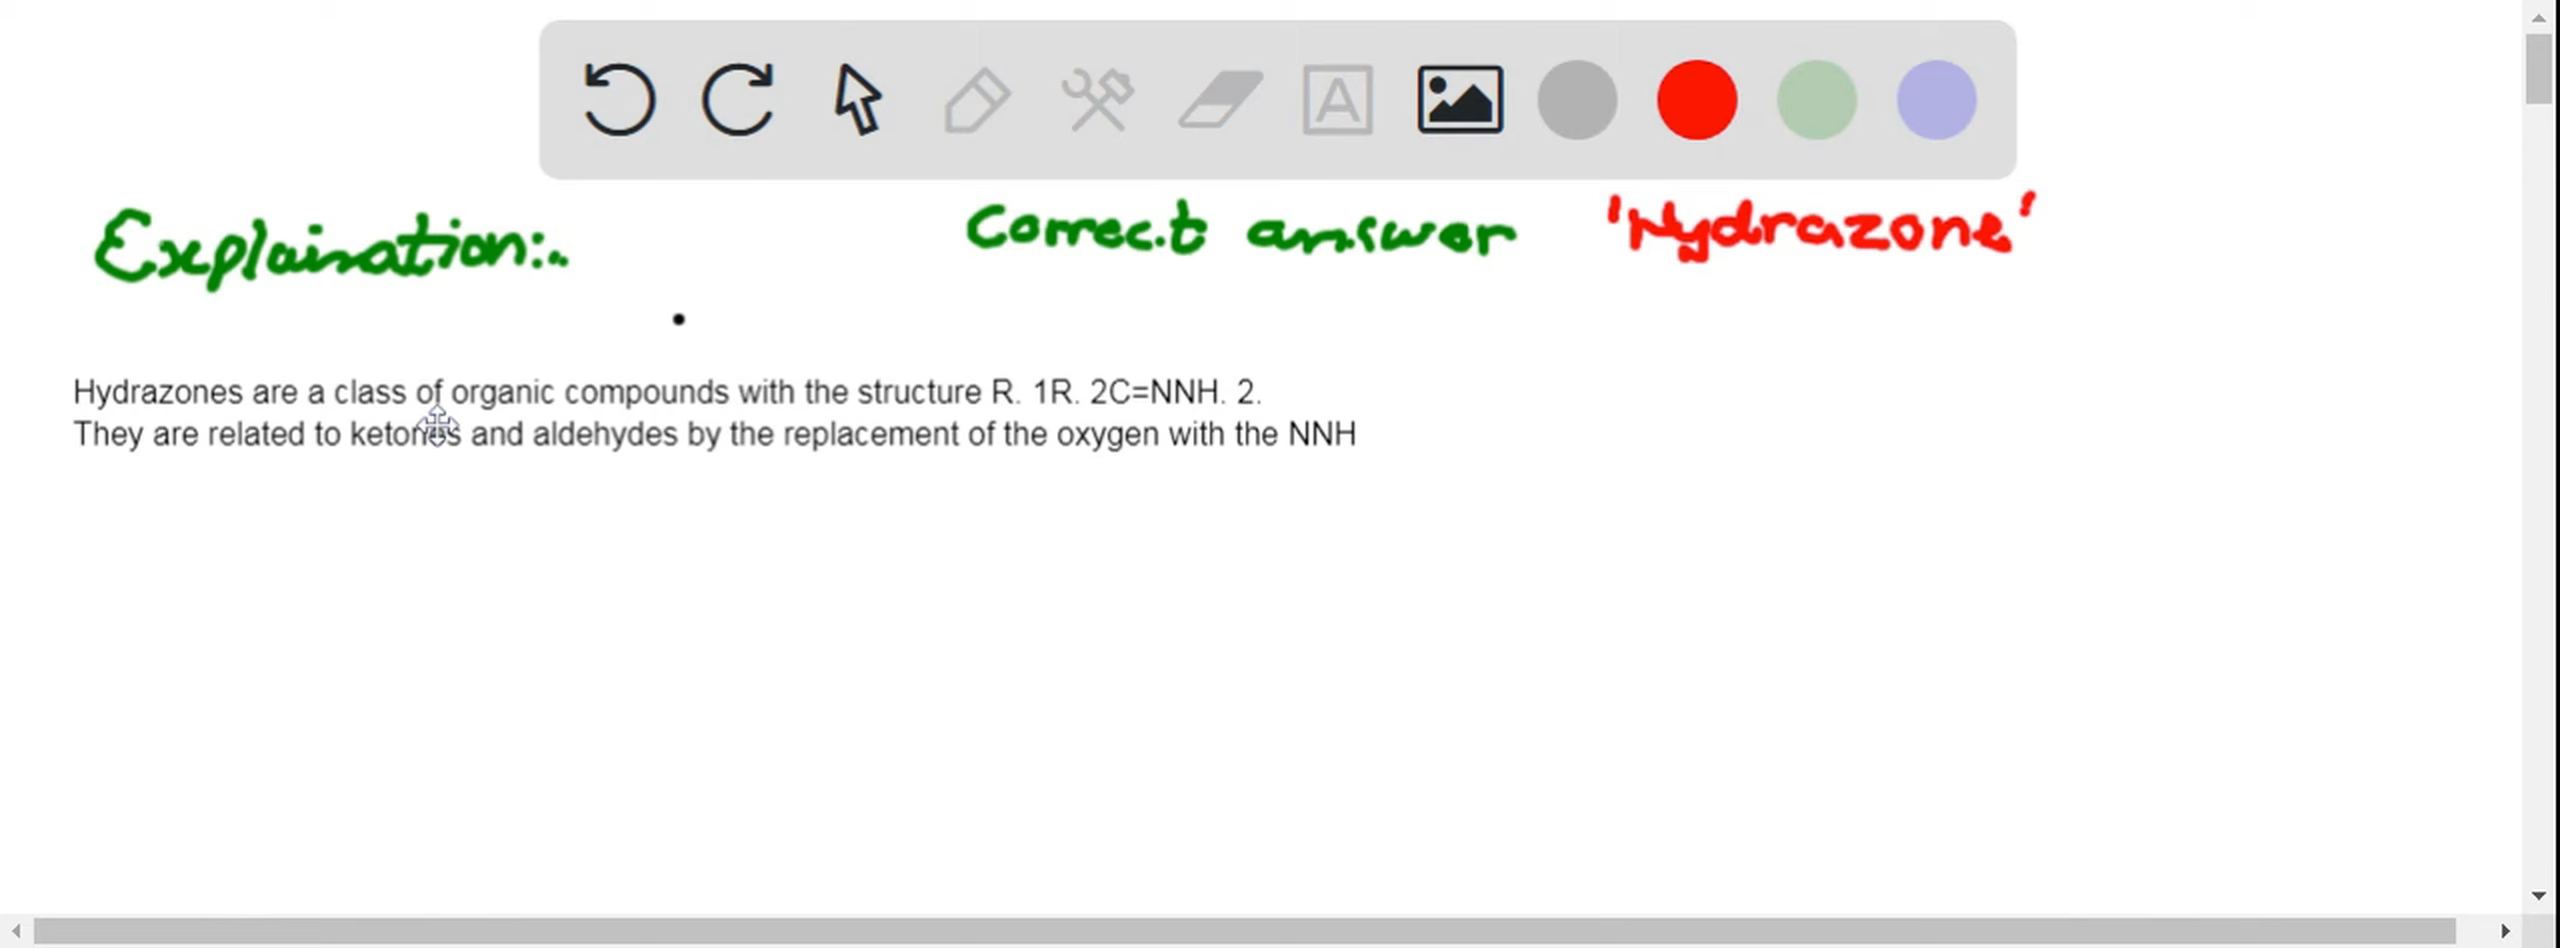 Explaination:..
Correct answer 'Hydrazone'
Hydrazones are a class of organic compounds with the structure R. 1R. 2C=NNH. 2.
They are related to ketones and aldehydes by the replacement of the oxygen with the NNH